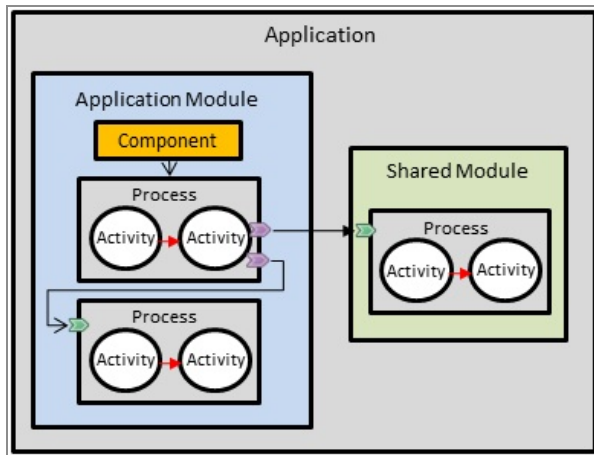 Application
Application Module
Component
Process
Activity Activity
Process
Activity Activity
Shared Module
Process
Activity Activity